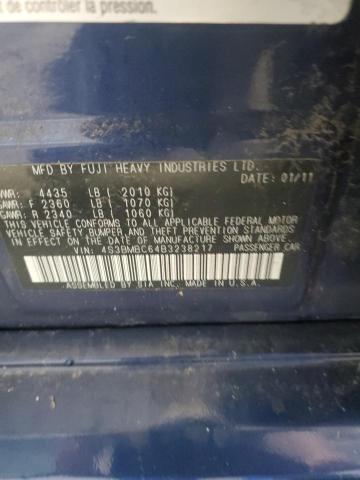 de contrôler la pression.
MFD BY FUJI HEAVY INDUSTRIES LTD.
DATE: 01/11
GVWR: 4435 LB ( 2010 KG)
GAWR: F 2360 LB ( 1070 KG)
GAWR: R 2340 LB ( 1060 KG)
THIS VEHICLE CONFORMS TO ALL APPLICABLE FEDERAL MOTOR
VEHICLE SAFETY BUMPER, AND THEFT PREVENTION STANDARDS
IN EFFECT ON THE DATE OF MANUFACTURE SHOWN ABOVE.
VIN: 4S3BMBC64B3238217 PASSENGER CAR
ASSEMBLED BY SIA INC. MADE IN U.S.A.